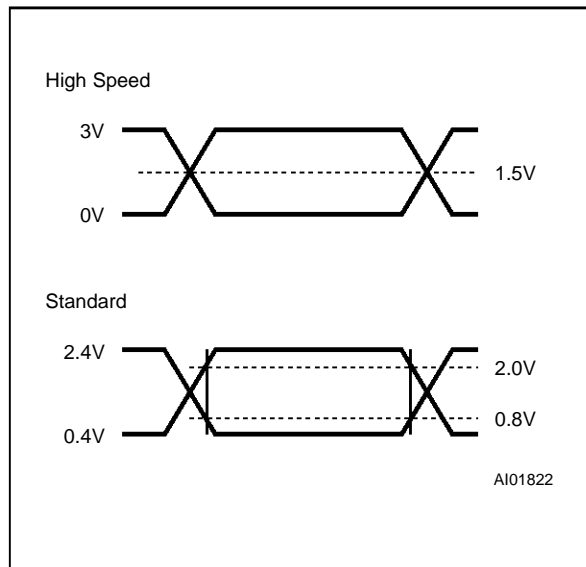 High Speed
3V
1.5V
0V
Standard
2.4V
2.0V
0.8V
0.4V
AI01822